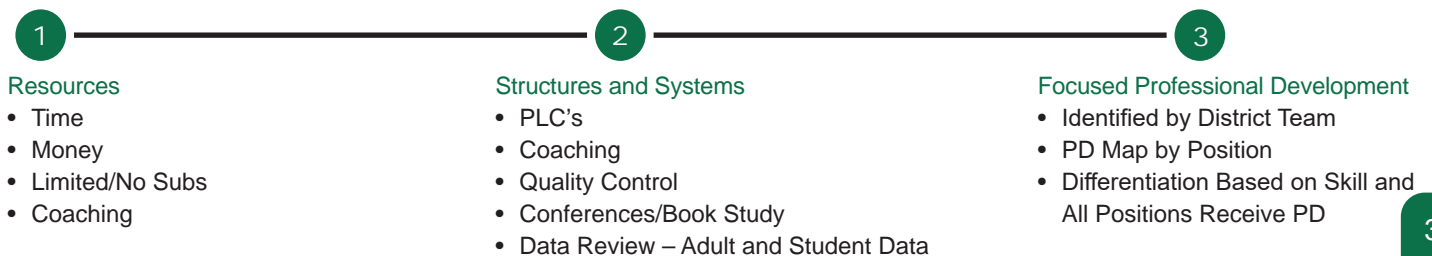 1
2
3
Resources
• Time
• Money
• Limited/No Subs
• Coaching
Structures and Systems
• PLC's
• Coaching
• Quality Control
• Conferences/Book Study
• Data Review – Adult and Student Data
Focused Professional Development
• Identified by District Team
• PD Map by Position
• Differentiation Based on Skill and
All Positions Receive PD